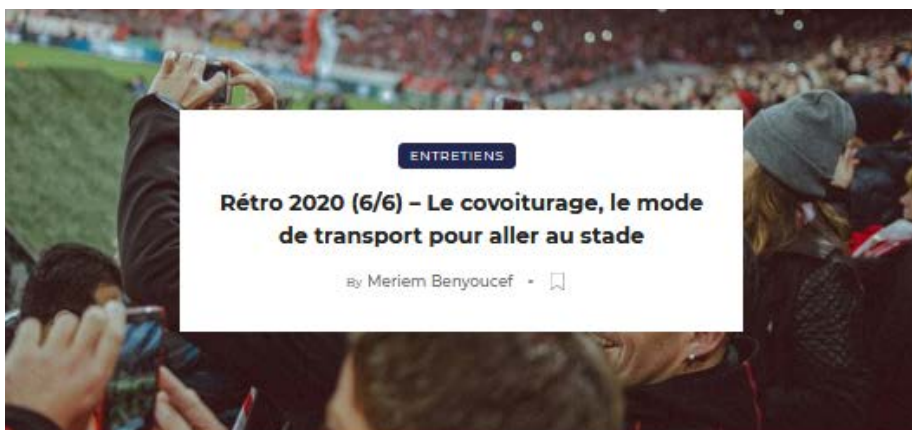 ENTRETIENS
Rétro 2020 (6/6) – Le covoiturage, le mode
de transport pour aller au stade
By Meriem Benyoucef